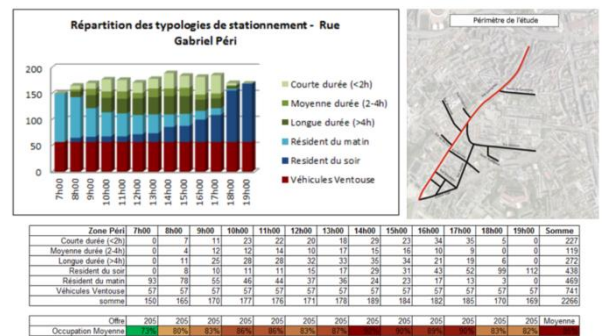 Répartition des typologies de stationnement - Rue
Gabriel Péri
200
150
100
50
0
7h00 8h00 9h00 10h00 11h00 12h00 13h00 14h00 15h00 16h00 17h00 18h00 19h00
Courte durée (<2h)
Moyenne durée (2-4h)
Longue durée (>4h)
Résident du matin
Resident du soir
Véhicules Ventouse
Périmètre de l'étude
Zone Péri 7h00 8h00 9h00 10h00 11h00 12h00 13h00 14h00 15h00 16h00 17h00 18h00 19h00 Somme
Courte durée (<2h) 0 7 11 23 22 20 18 29 23 34 35 5 0 227
Moyenne durée (2-4h) 0 4 12 12 14 10 17 15 16 10 9 0 0 119
Longue durée (>4h) 0 11 25 28 28 32 33 35 34 21 19 6 0 272
Resident du soir 0 8 10 11 11 15 17 29 31 43 52 99 112 438
Résident du matin 93 78 55 46 44 37 36 24 23 17 13 3 0 469
Véhicules Ventouse 57 57 57 57 57 57 57 57 57 57 57 57 57 741
somme 150 165 170 177 176 171 178 189 184 182 185 170 169 2266
Offre 205 205 205 205 205 205 205 205 205 205 205 205 205 Moyenne
Occupation Moyenne 73% 80% 83% 86% 86% 83% 87% 90% 90% 83% 82%